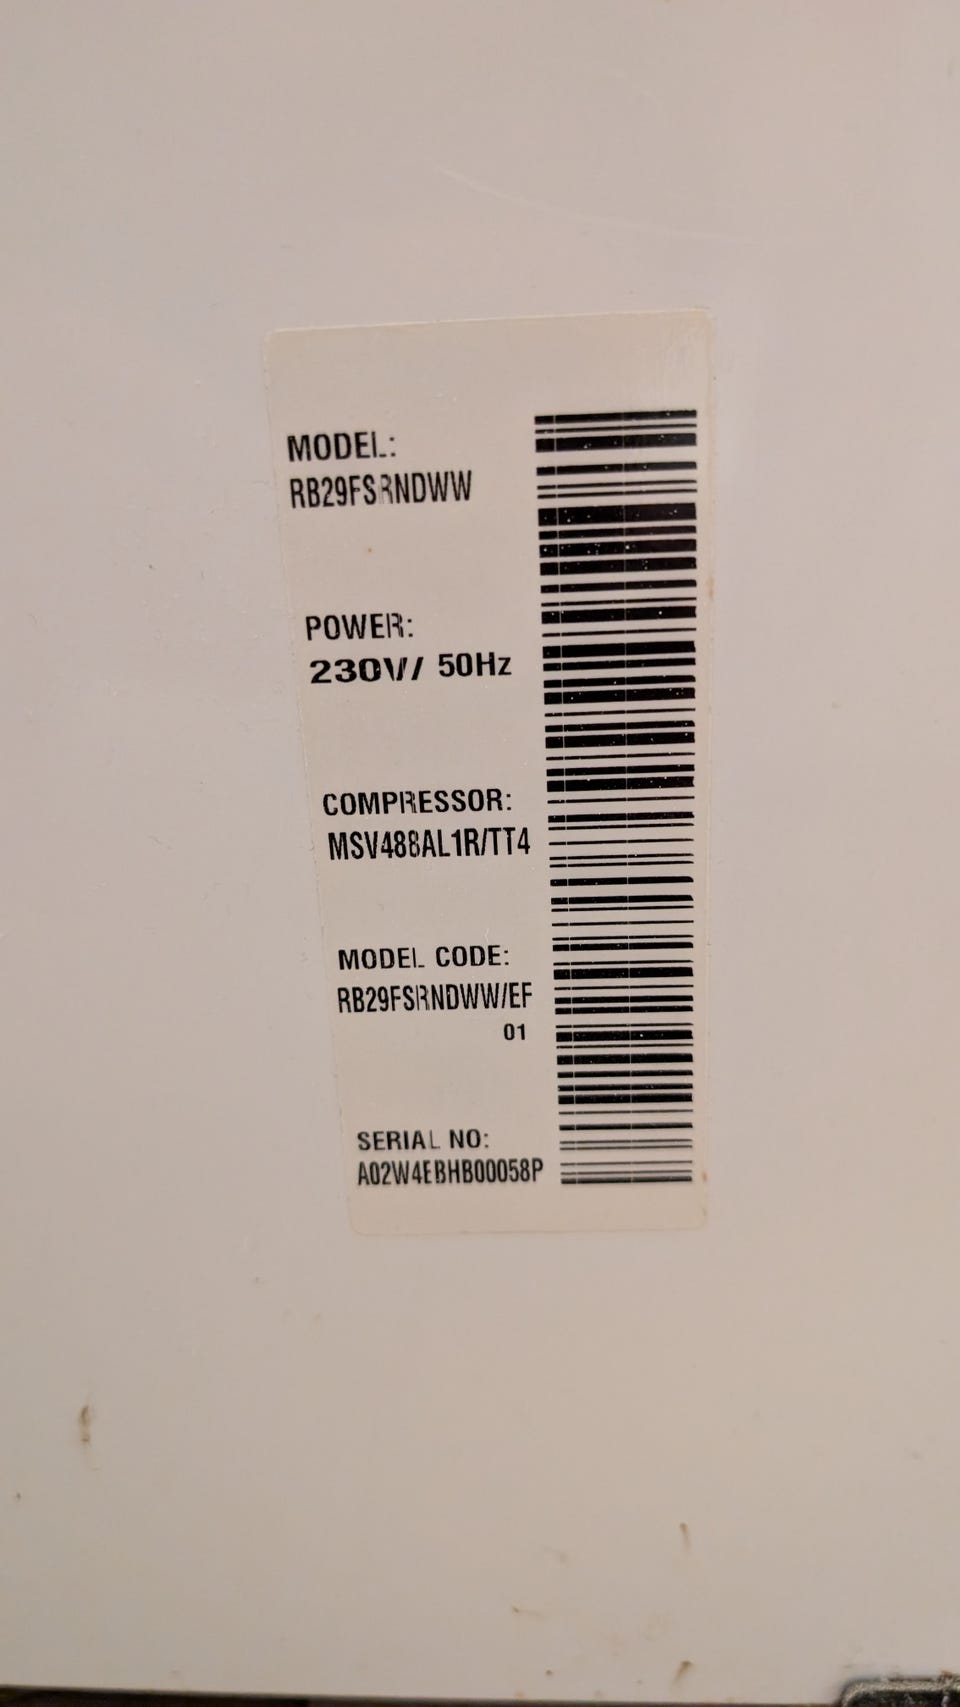 MODEL:
RB29FSRNDWW
POWER:
230V/ 50Hz
COMPRESSOR:
MSV488AL1R/TT4
MODEL CODE:
RB29FSRNDWW/EF
01
SERIAL NO:
A02W4EBHB00058P